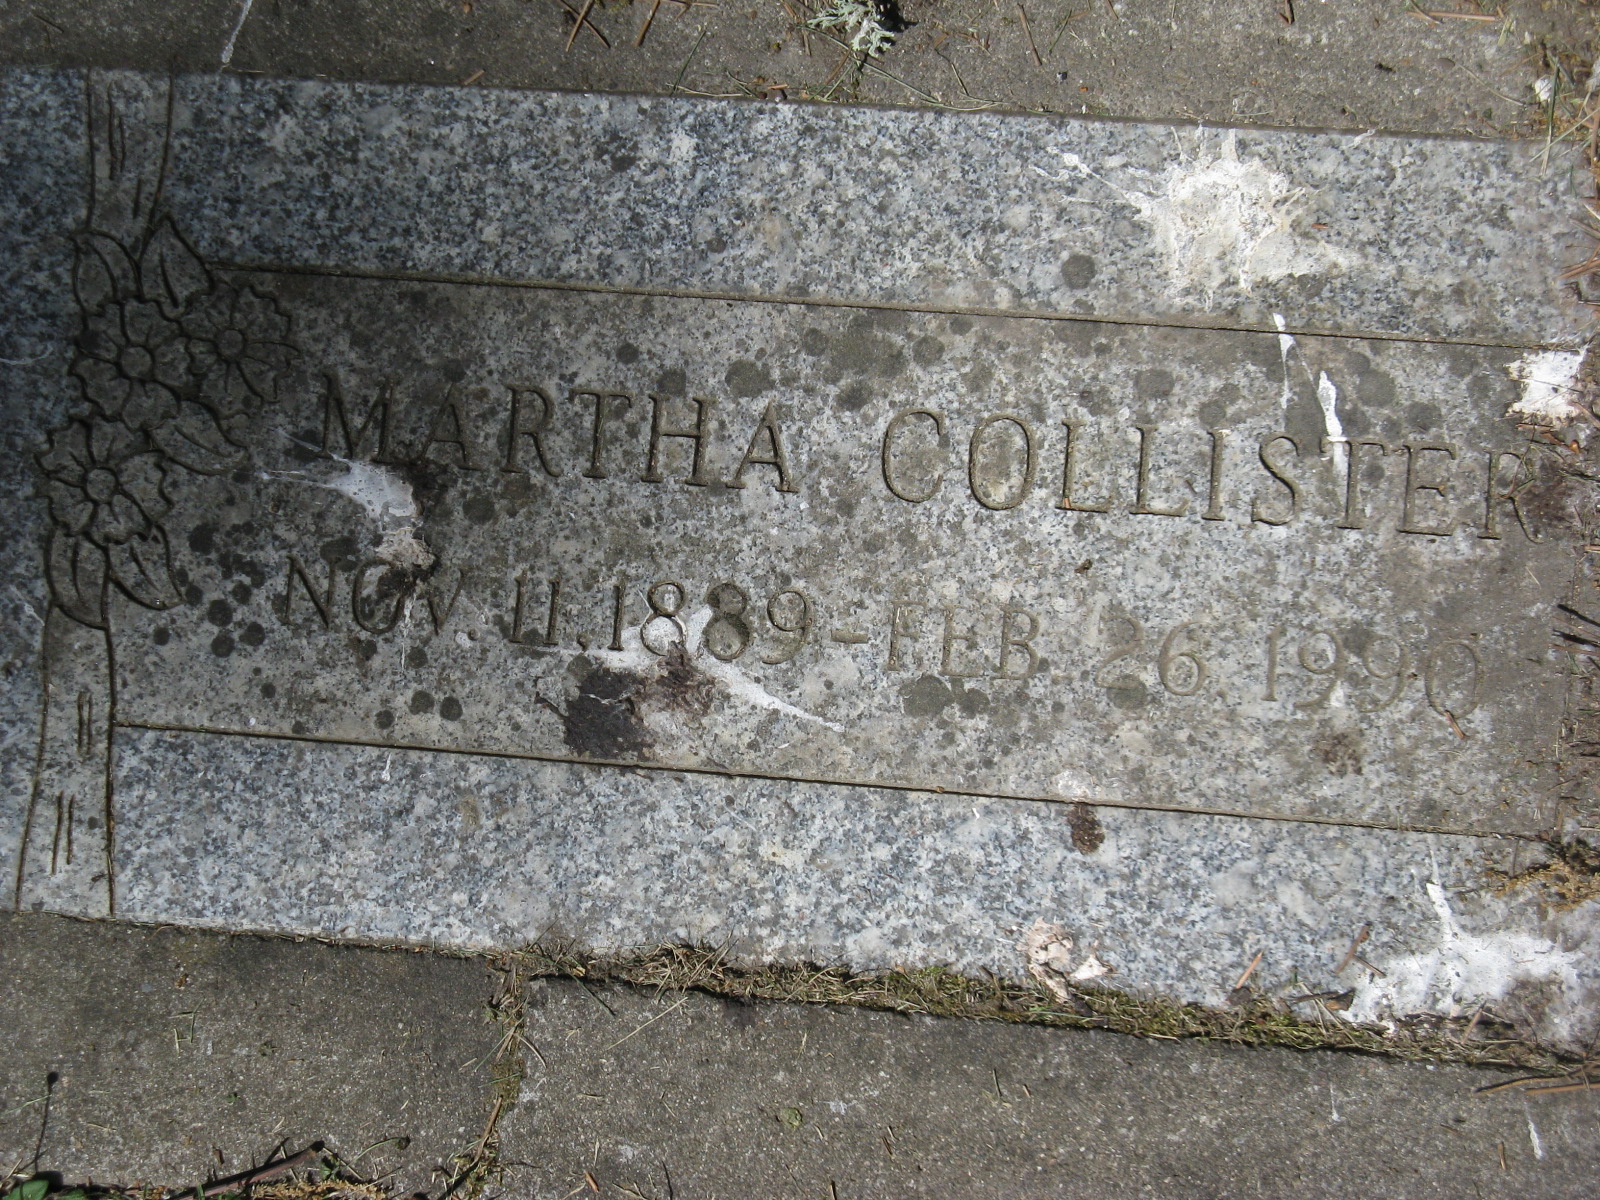 MARTHA COLLISTER
NOV. 11, 1889 – FEB. 26 1990